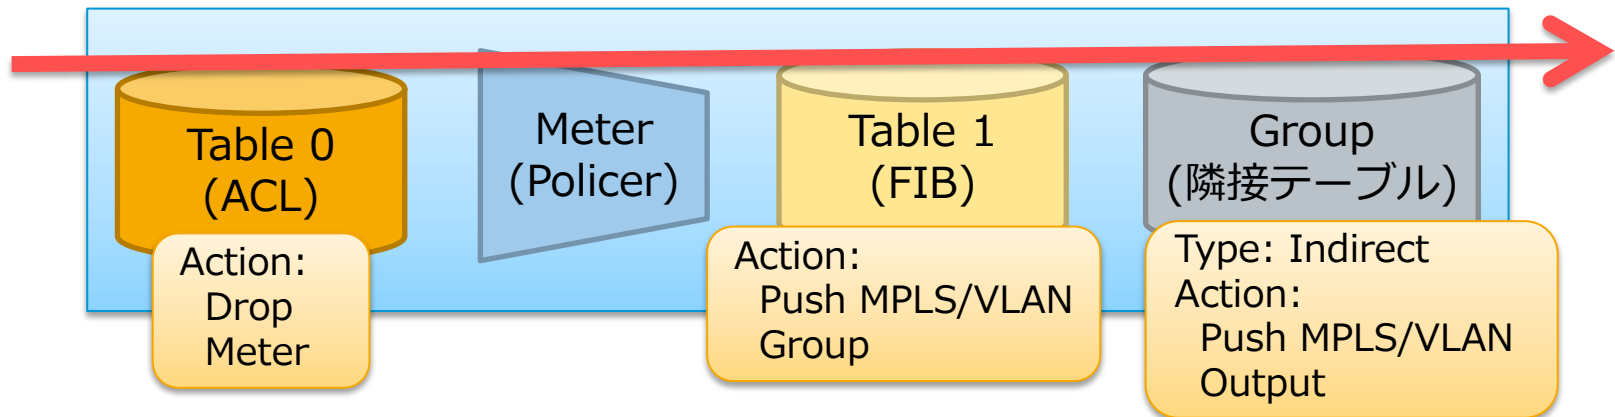 Table 0
(ACL)
Action:
Drop
Meter
Meter
(Policer)
Table 1
(FIB)
Action:
Push MPLS/VLAN
Group
Group
(隣接テーブル)
Type: Indirect
Action:
Push MPLS/VLAN
Output